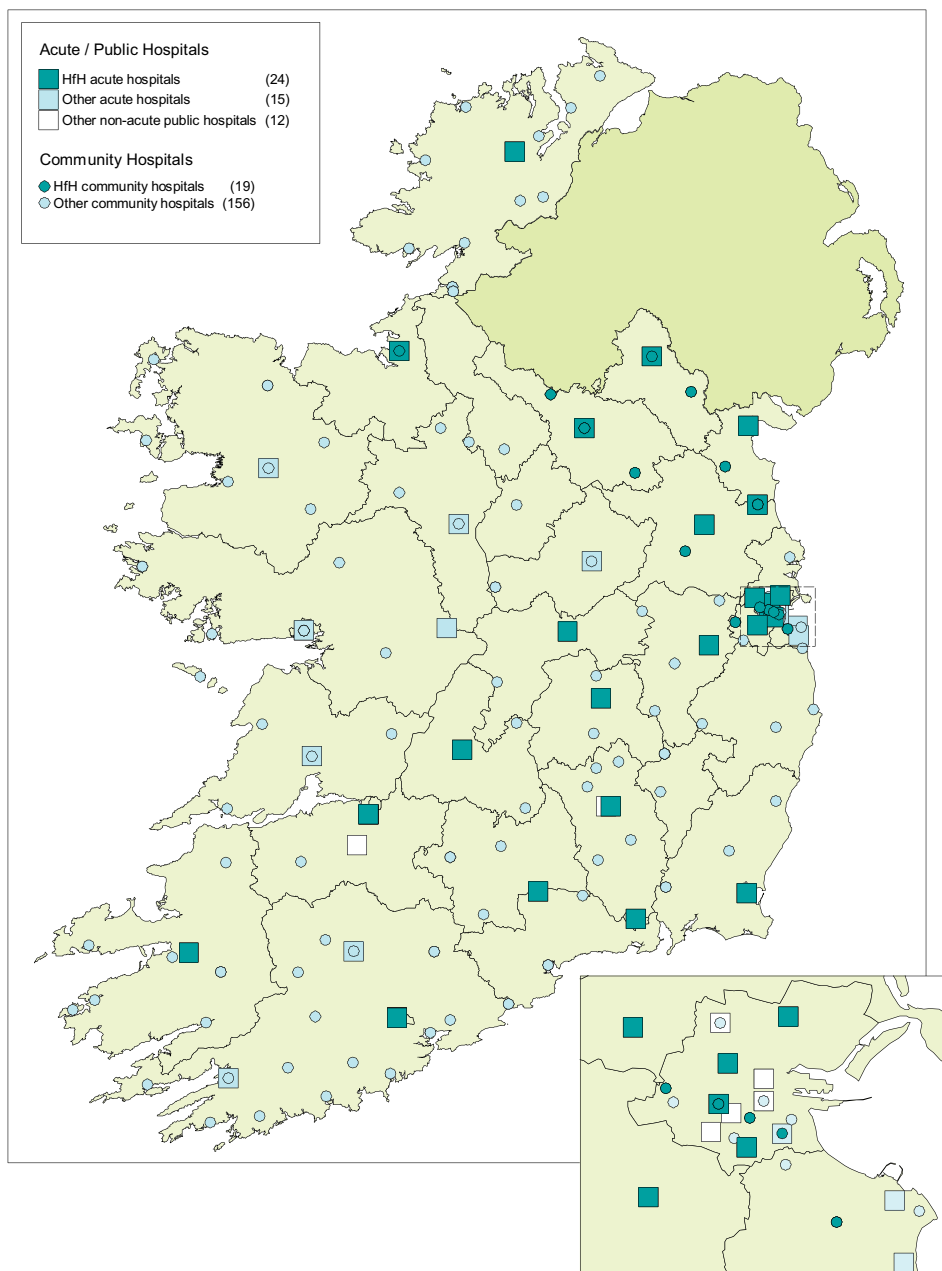 Acute / Public Hospitals
HfH acute hospitals (24)
Other acute hospitals (15)
Other non-acute public hospitals (12)
Community Hospitals
HfH community hospitals (19)
Other community hospitals (156)